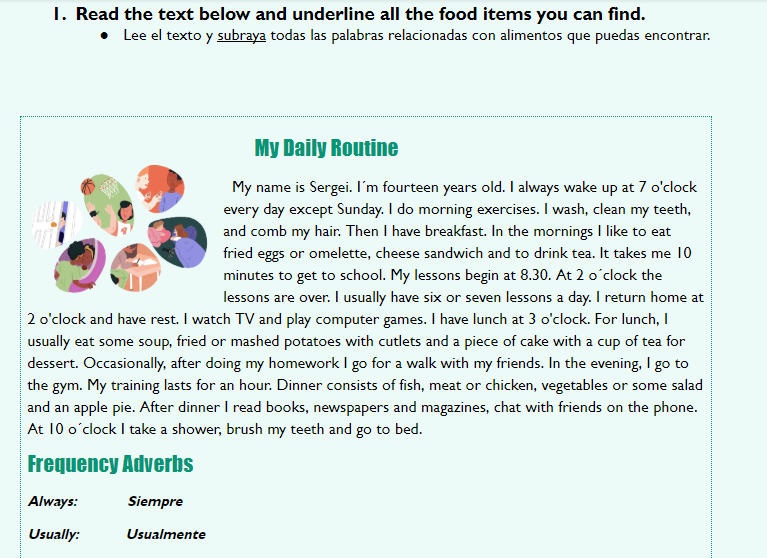 1. Read the text below and underline all the food items you can find.
● Lee el texto y subraya todas las palabras relacionadas con alimentos que puedas encontrar.
My Daily Routine
My name is Sergei. I´m fourteen years old. I always wake up at 7 o'clock
every day except Sunday. I do morning exercises. I wash, clean my teeth,
and comb my hair. Then I have breakfast. In the mornings I like to eat
fried eggs or omelette, cheese sandwich and to drink tea. It takes me 10
minutes to get to school. My lessons begin at 8.30. At 2 o´clock the
lessons are over. I usually have six or seven lessons a day. I return home at
2 o'clock and have rest. I watch TV and play computer games. I have lunch at 3 o'clock. For lunch, I
usually eat some soup, fried or mashed potatoes with cutlets and a piece of cake with a cup of tea for
dessert. Occasionally, after doing my homework I go for a walk with my friends. In the evening, I go to
the gym. My training lasts for an hour. Dinner consists of fish, meat or chicken, vegetables or some salad
and an apple pie. After dinner I read books, newspapers and magazines, chat with friends on the phone.
At 10 o´clock I take a shower, brush my teeth and go to bed.
Frequency Adverbs
Always: Siempre
Usually: Usualmente